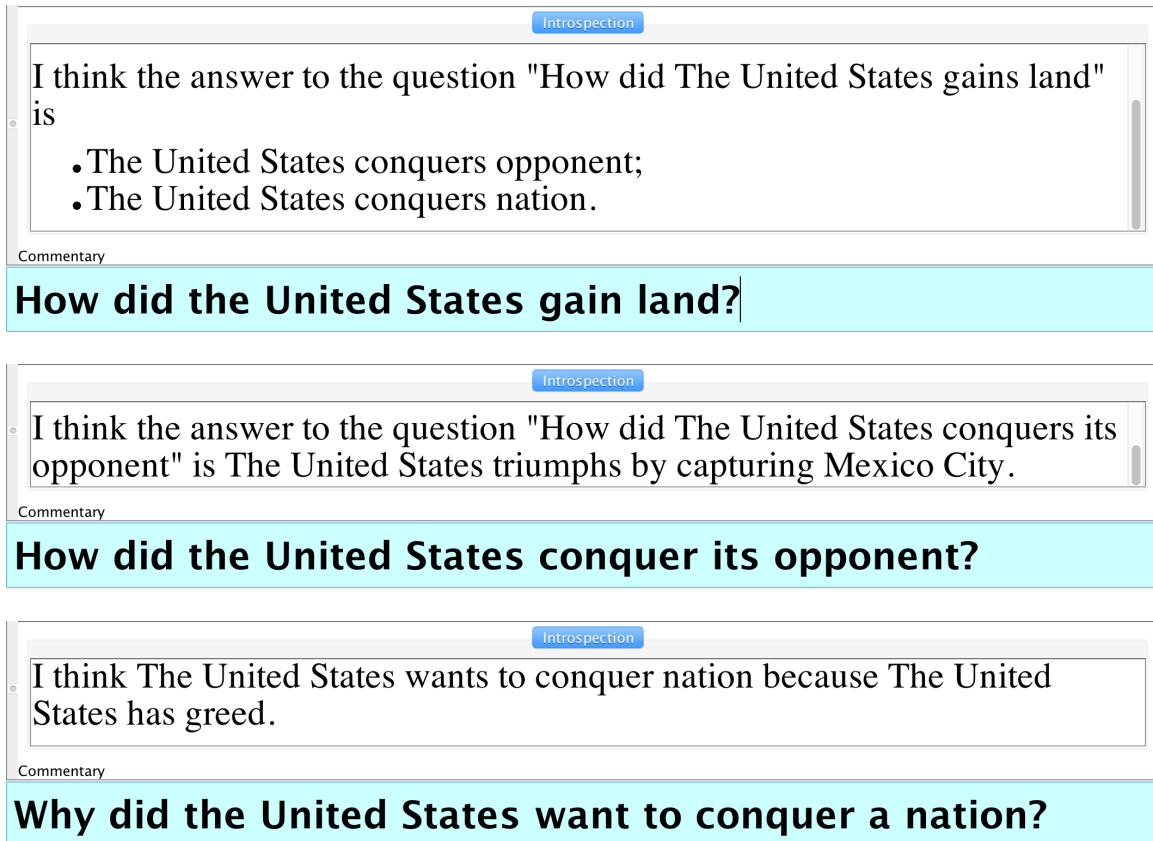 Introspection
I think the answer to the question "How did The United States gains land"
is
•The United States conquers opponent;
•The United States conquers nation.
Commentary
How did the United States gain land?
Introspection
I think the answer to the question "How did The United States conquers its
opponent" is The United States triumphs by capturing Mexico City.
Commentary
How did the United States conquer its opponent?
Introspection
I think The United States wants to conquer nation because The United
States has greed.
Commentary
Why did the United States want to conquer a nation?